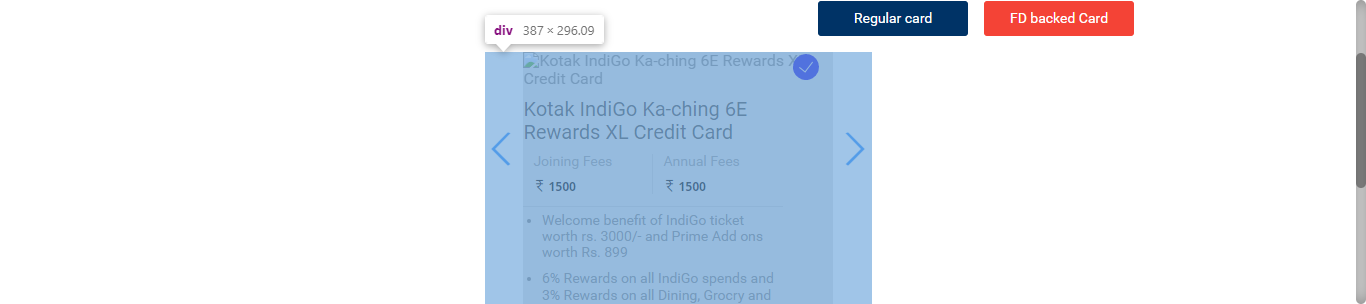 Regular card
FD backed Card
div 387 × 296.09
Kotak IndiGo Ka-ching 6E Rewards X
Credit Card
Kotak IndiGo Ka-ching 6E
Rewards XL Credit Card
Joining Fees
Annual Fees
₹ 1500
₹ 1500
• Welcome benefit of IndiGo ticket
worth rs. 3000/- and Prime Add ons
worth Rs. 899
• 6% Rewards on all IndiGo spends and
3% Rewards on all Dining, Grocry and